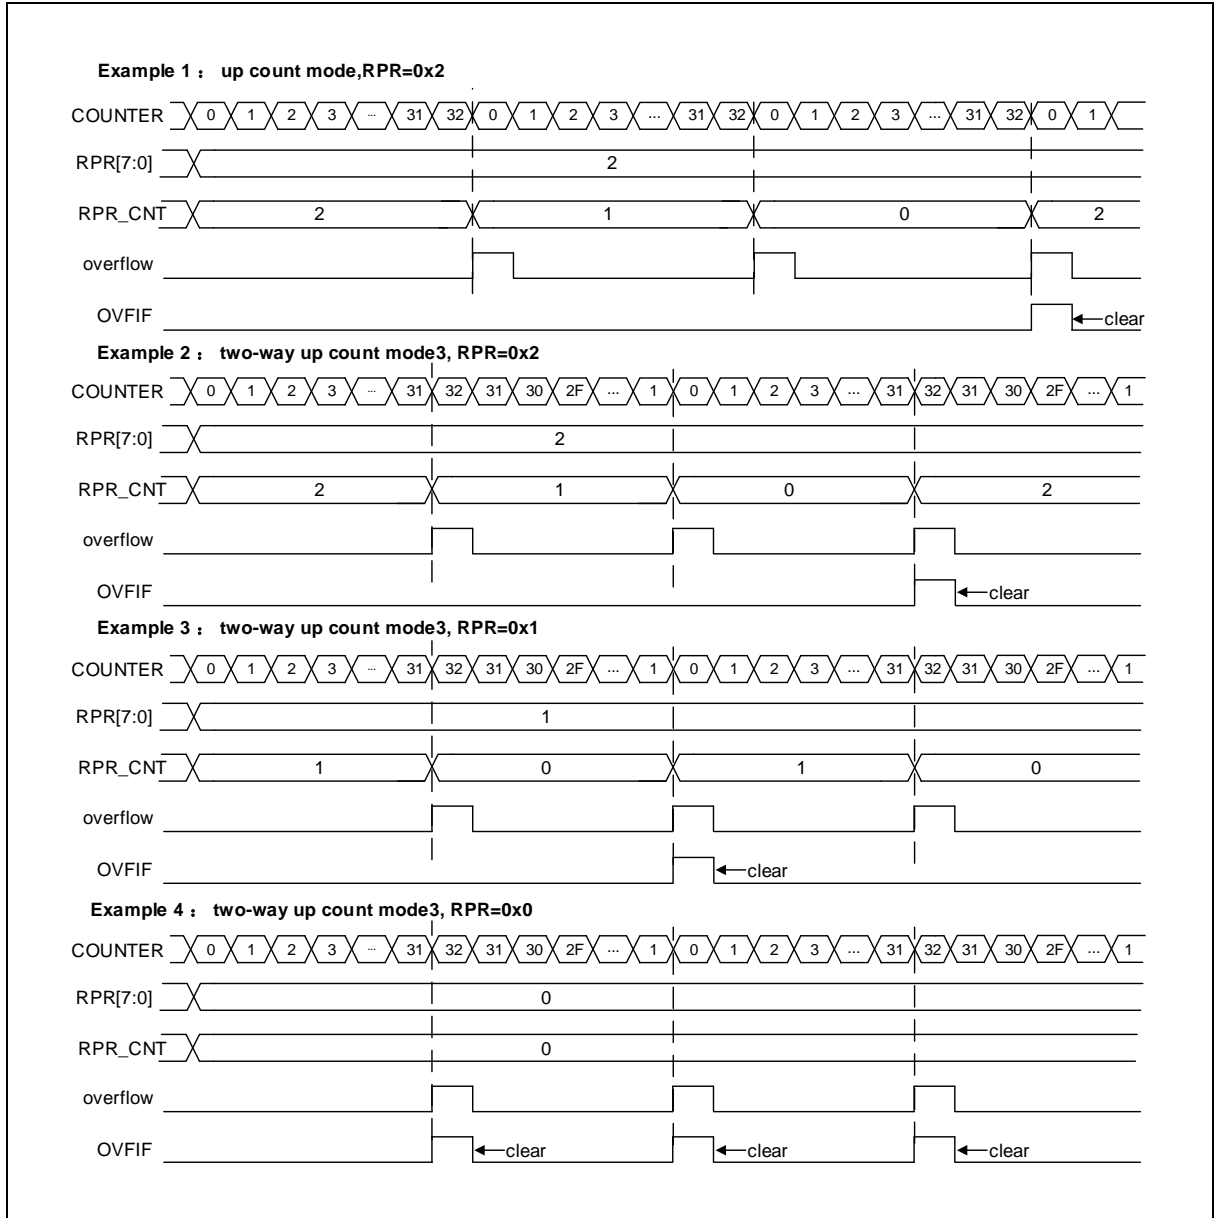 Example 1： up count mode,RPR=0x2
COUNTER 0 1 2 3 ... 31 32 0 1 2 3 ... 31 32 0 1 2 3 ... 31 32 0 1
RPR[7:0] 2
RPR_CNT 2 1 0 2
overflow
OVFIF clear
Example 2： two-way up count mode3, RPR=0x2
COUNTER 0 1 2 3 ... 31 32 31 30 2F ... 1 0 1 2 3 ... 31 32 31 30 2F ... 1
RPR[7:0] 2
RPR_CNT 2 1 0 2
overflow
OVFIF clear
Example 3： two-way up count mode3, RPR=0x1
COUNTER 0 1 2 3 ... 31 32 31 30 2F ... 1 0 1 2 3 ... 31 32 31 30 2F ... 1
RPR[7:0] 1
RPR_CNT 1 0 1 0
overflow
OVFIF clear
Example 4： two-way up count mode3, RPR=0x0
COUNTER 0 1 2 3 ... 31 32 31 30 2F ... 1 0 1 2 3 ... 31 32 31 30 2F ... 1
RPR[7:0] 0
RPR_CNT 0
overflow
OVFIF clear clear clear